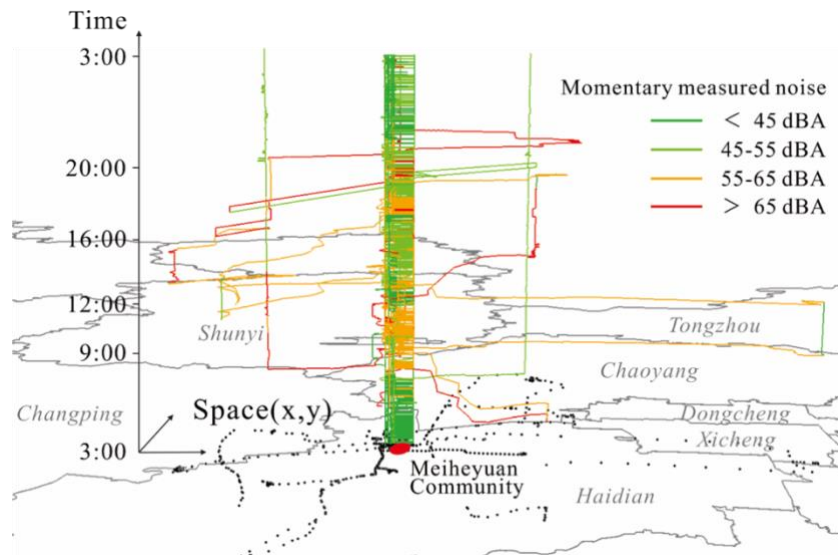 Time
3:00
20:00
16:00
12:00
9:00
3:00
Momentary measured noise
< 45 dBA
45-55 dBA
55-65 dBA
> 65 dBA
Shunyi
Tongzhou
Chaoyang
Changping
Space(x,y)
Dongcheng
Xicheng
Meiheyuan
Community
Haidian